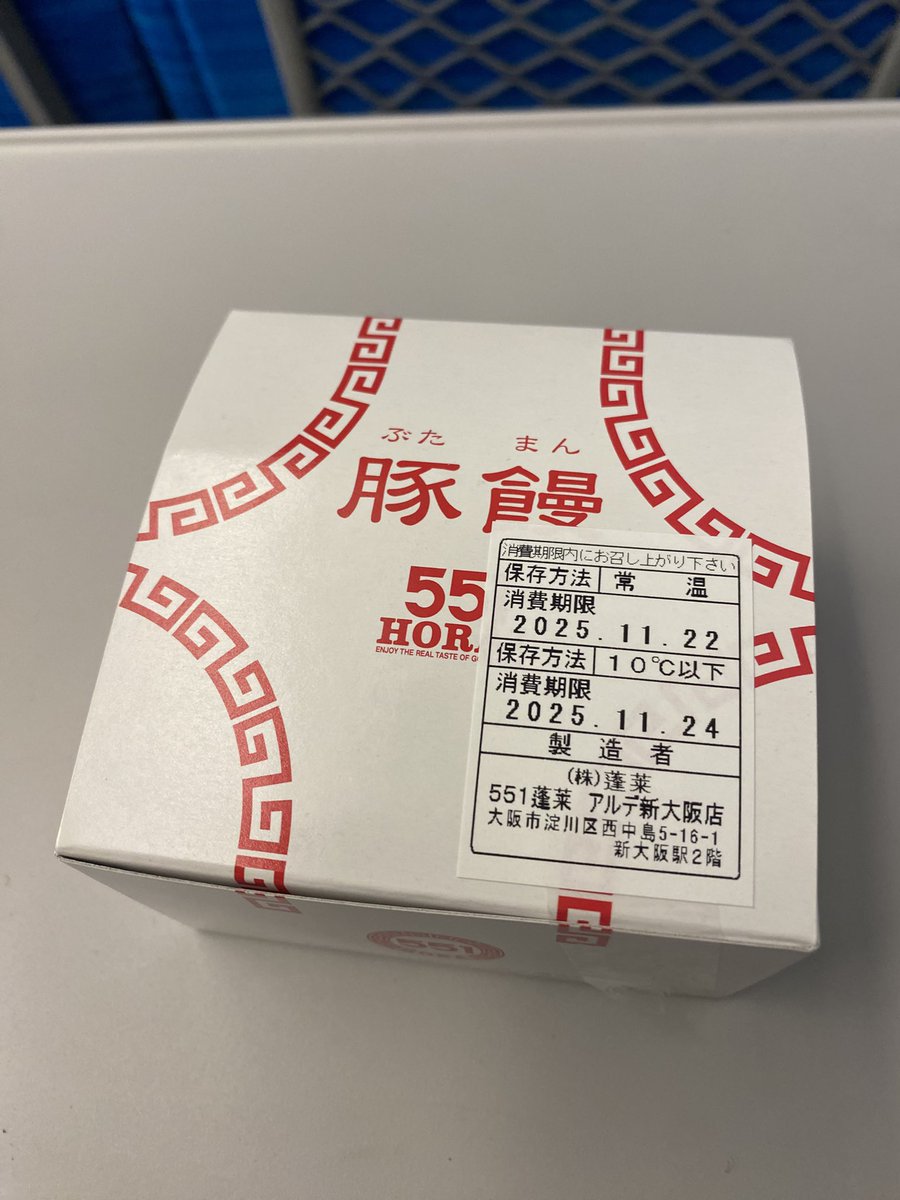 ぶた まん
豚饅
55
HOR
ENJOY THE REAL TASTE OF
消費期限内にお召し上がり下さい
保存方法 常 温
消費期限
2025.11.22
保存方法 10℃以下
消費期限
2025.11.24
製造者
(株)蓬莱
551蓬莱 アルデ新大阪店
大阪市淀川区西中島5-16-1
新大阪駅2階
551